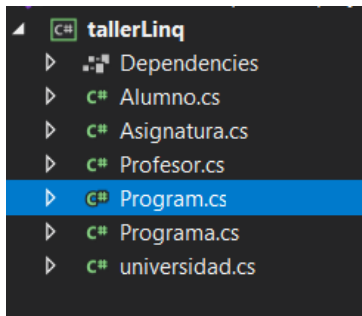 C# tallerLinq
Dependencies
C# Alumno.cs
C# Asignatura.cs
C# Profesor.cs
C# Program.cs
C# Programa.cs
C# universidad.cs